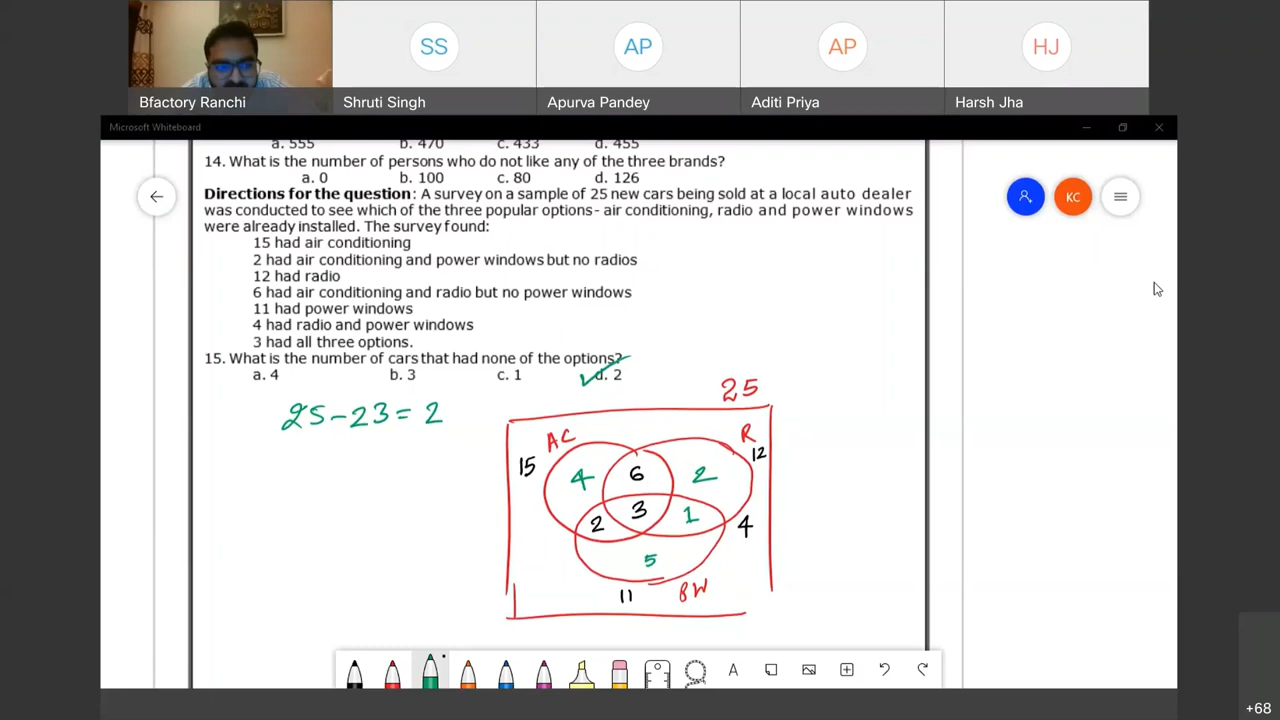 SS
AP
AP
HJ
Bfactory Ranchi
Shruti Singh
Apurva Pandey
Aditi Priya
Harsh Jha
Microsoft Whiteboard
a. 555 b. 470 c. 433 d. 455
14. What is the number of persons who do not like any of the three brands?
a. 0 b. 100 c. 80 d. 126
Directions for the question: A survey on a sample of 25 new cars being sold at a local auto dealer
was conducted to see which of the three popular options- air conditioning, radio and power windows
were already installed. The survey found:
15 had air conditioning
2 had air conditioning and power windows but no radios
12 had radio
6 had air conditioning and radio but no power windows
11 had power windows
4 had radio and power windows
3 had all three options.
15. What is the number of cars that had none of the options?
a. 4 b. 3 c. 1 d. 2
KC
25-23=2
25
AC
R
15
12
4
6
2
2
3
1
4
5
11
BW
A
+68